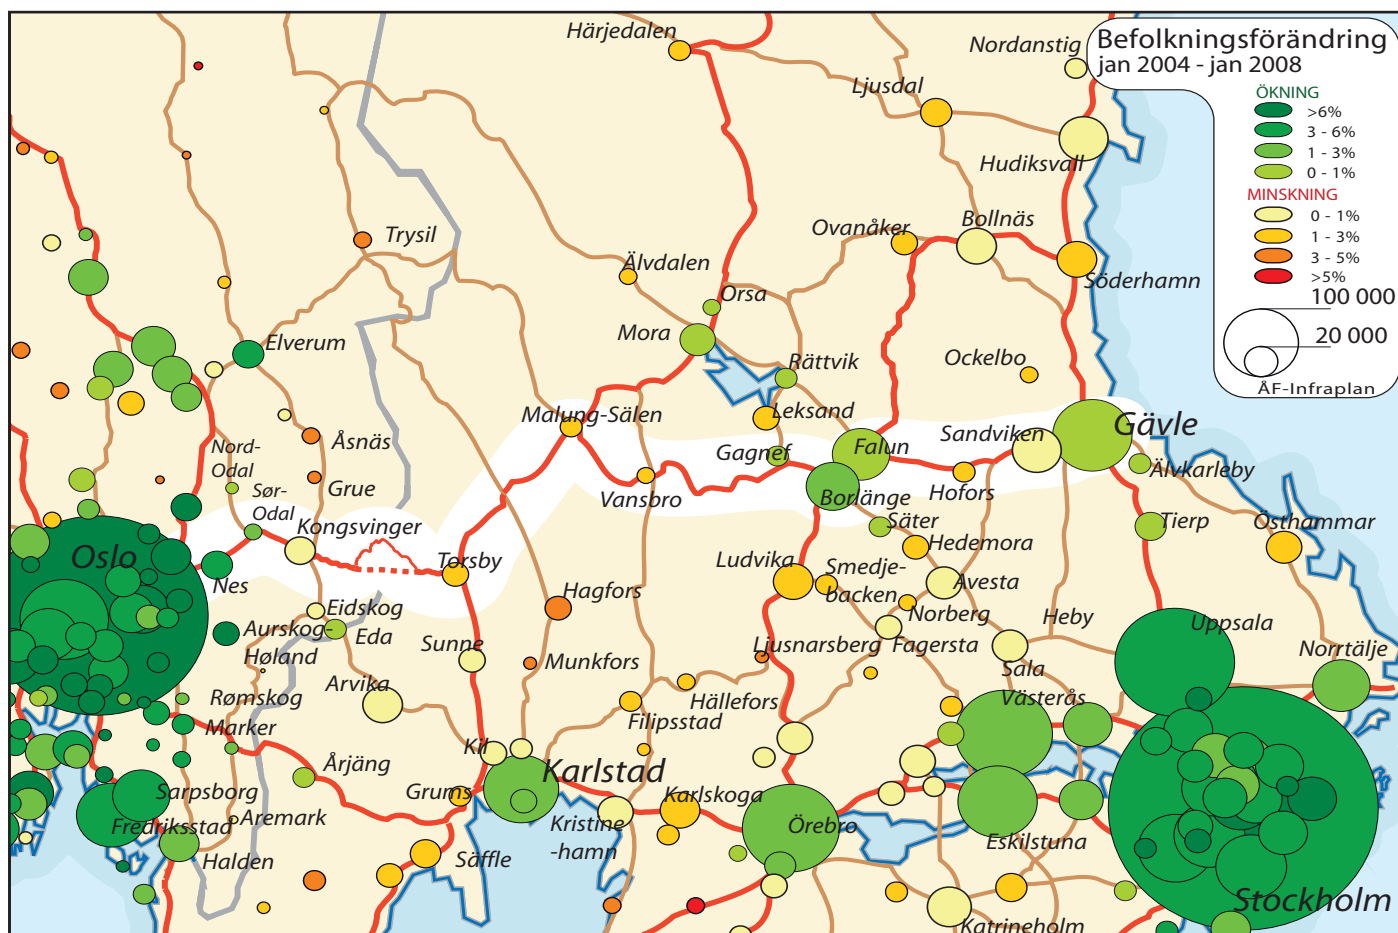 Befolkningsförändring
jan 2004 - jan 2008
ÖKNING
>6%
3 - 6%
1 - 3%
0 - 1%
MINSKNING
0 - 1%
1 - 3%
3 - 5%
>5%
100 000
20 000
ÅF-Infraplan
Härjedalen
Nordanstig
Ljusdal
Hudiksvall
Trysil
Ovanåker
Bollnäs
Älvdalen
Söderhamn
Orsa
Mora
Elverum
Rättvik
Ockelbo
Malung-Sälen
Leksand
Gävle
Åsnäs
Nord-
Odal
Gagnef
Falun
Sandviken
Älvkarleby
Grue
Sør-
Odal
Vansbro
Borlänge
Hofors
Kongsvinger
Säter
Tierp
Östhammar
Oslo
Torsby
Ludvika
Hedemora
Nes
Smedje-
backen
Avesta
Hagfors
Eidskog
Norberg
Heby
Uppsala
Aurskog-
Høland
Eda
Sunne
Ljusnarsberg
Fagersta
Norrtälje
Munkfors
Sala
Arvika
Rømskog
Hällefors
Västerås
Filipsstad
Marker
Kil
Årjäng
Karlstad
Sarpsborg
Grums
Karlskoga
Fredriksstad
Aremark
Kristine
-hamn
Örebro
Eskilstuna
Halden
Säffle
Stockholm
Katrineholm